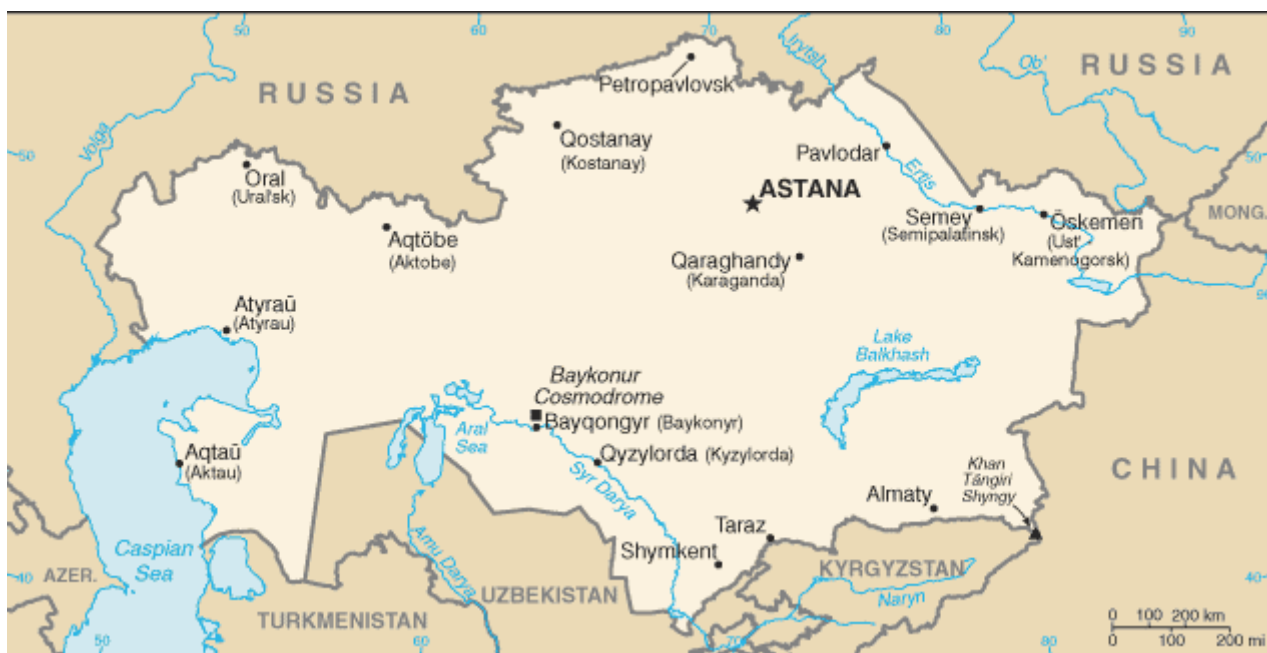 50
60
70
80
90
RUSSIA
RUSSIA
Irytsh
Ob'
Petropavlovsk
Volga
50
50
Qostanay
(Kostanay)
Pavlodar
Ertis
Oral
(Ural'sk)
ASTANA
Semey
(Semipalatinsk)
Öskemen
(Ust'
Kamenogorsk)
MONG.
Aqtöbe
(Aktobe)
Qaraghandy
(Karaganda)
Atyraū
(Atyrau)
Lake
Balkhash
Baykonur
Cosmodrome
Bayqongyr (Baykonyr)
Aral
Sea
Aqtaū
(Aktau)
Qyzylorda (Kyzylorda)
Syr Darya
Khan
Tängiri
Shyngy
CHINA
Almaty
Taraz
Shymkent
Caspian
Sea
AZER.
40
40
Amu Darya
UZBEKISTAN
KYRGYZSTAN
Naryn
TURKMENISTAN
0 100 200 km
0 100 200 mi
50
60
70
80